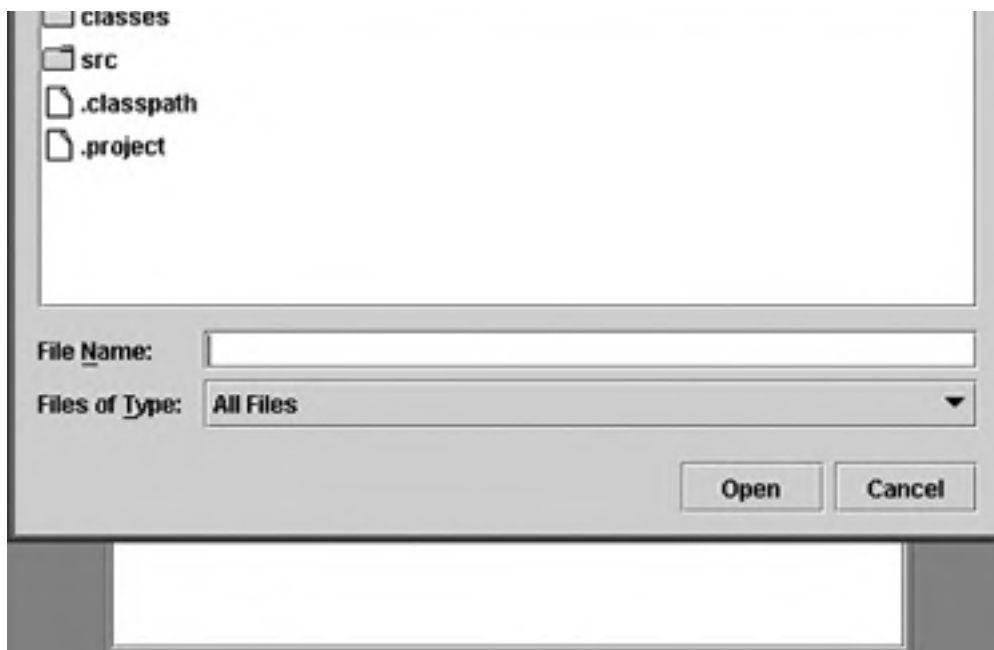 classes
src
.classpath
.project
File Name:
Files of Type: All Files
Open Cancel